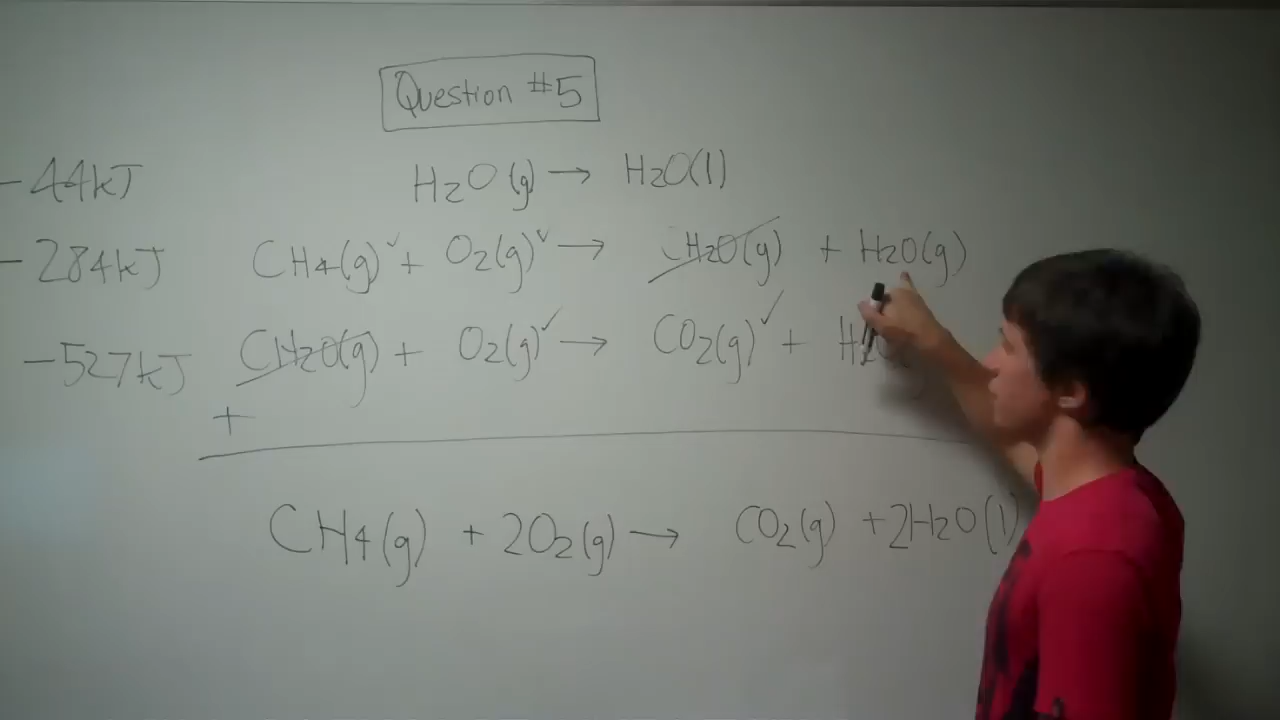 Question #5
-44kJ H2O(g) → H2O(l)
-284kJ CH4(g)✓ + O2(g)✓ → CH2O(g) + H2O(g)
-527kJ CH2O(g) + O2(g)✓ → CO2(g)✓ +
+
CH4(g) + 2O2(g) → CO2(g) + 2H2O(l)